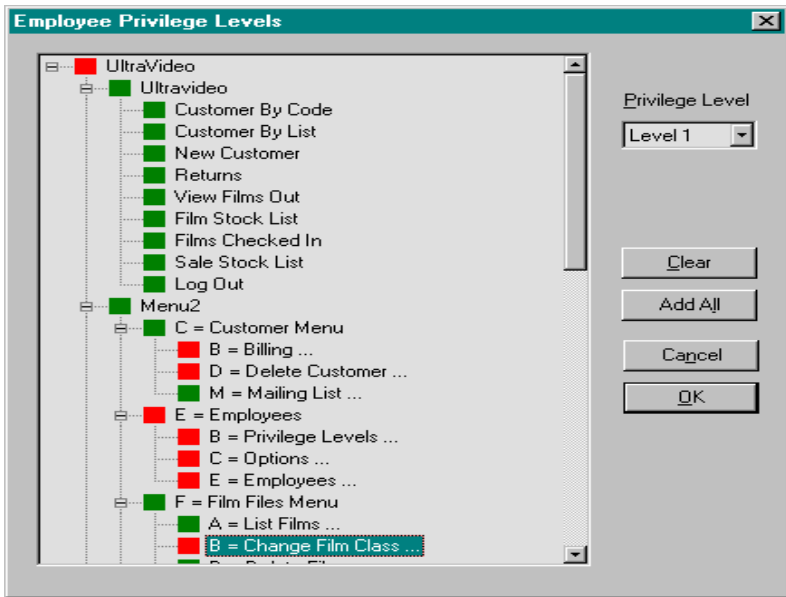 Employee Privilege Levels
UltraVideo
Ultravideo
Customer By Code
Customer By List
New Customer
Returns
View Films Out
Film Stock List
Films Checked In
Sale Stock List
Log Out
Menu2
C = Customer Menu
B = Billing ...
D = Delete Customer ...
M = Mailing List ...
E = Employees
B = Privilege Levels ...
C = Options ...
E = Employees ...
F = Film Files Menu
A = List Films ...
B = Change Film Class ...
Privilege Level
Level 1
Clear
Add All
Cancel
OK